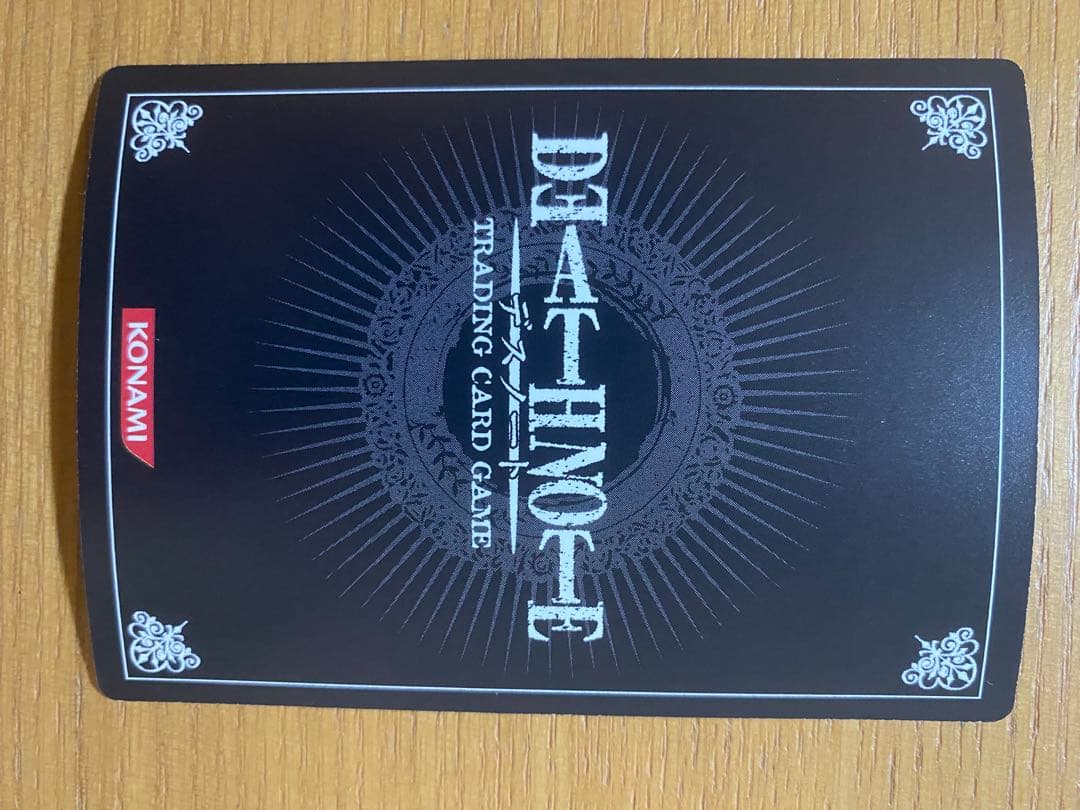 DEATH NOTE
デスノート
TRADING CARD GAME
KONAMI